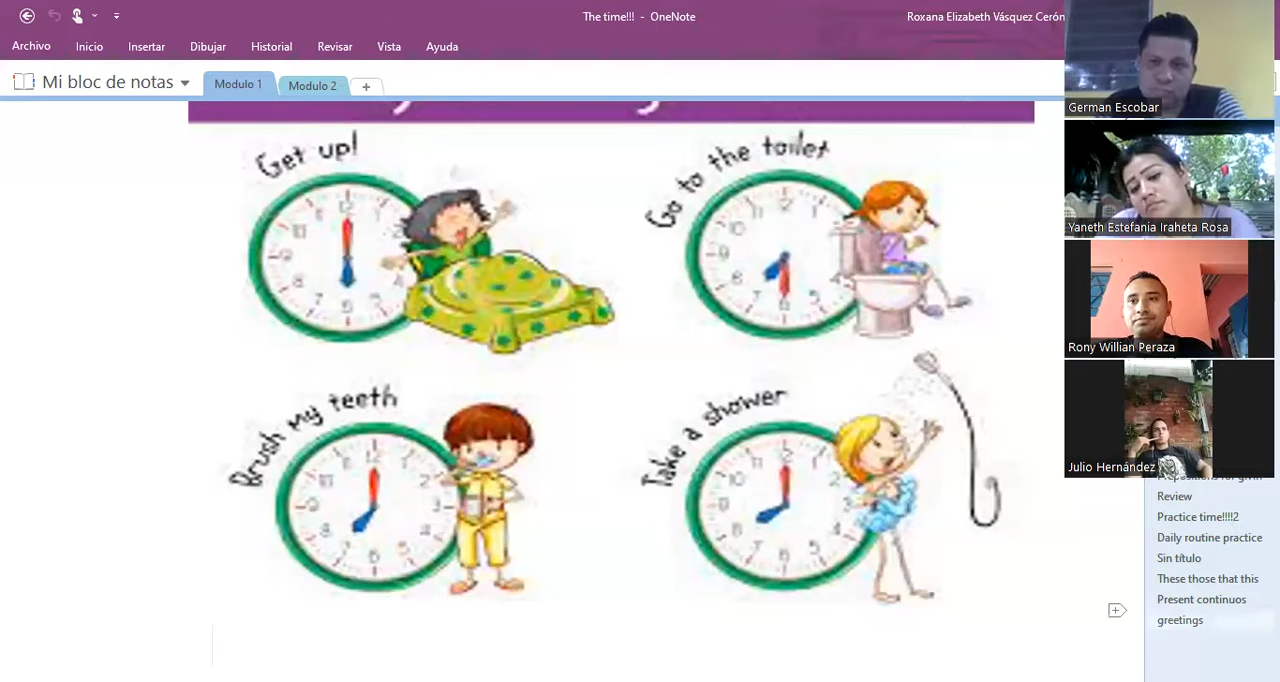 The time!!! - OneNote
Roxana Elizabeth Vásquez Cerón
Archivo Inicio Insertar Dibujar Historial Revisar Vista Ayuda
Mi bloc de notas Modulo 1 Modulo 2
Get up!
Go to the toilet
Brush my teeth
Take a shower
German Escobar
Yaneth Estefania Iraheta Rosa
Rony Willian Peraza
Julio Hernández
Review
Practice time!!!!2
Daily routine practice
Sin título
These those that this
Present continuos
greetings